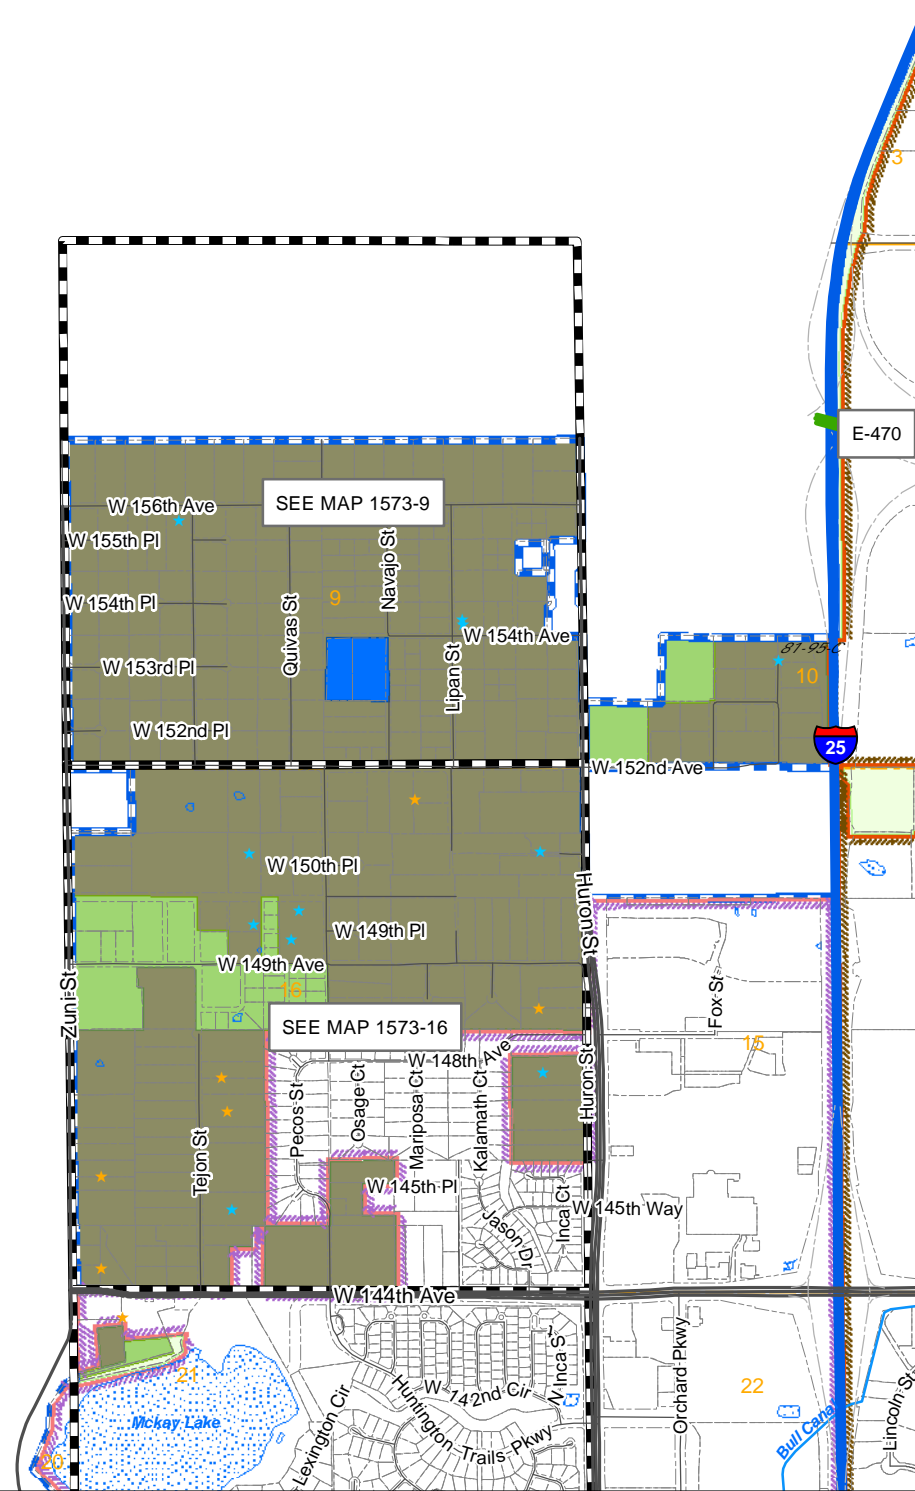 3
E-470
SEE MAP 1573-9
W 156th Ave
W 155th Pl
Navajo St
9
W 154th Pl
Quivas St
W 154th Ave
87-95-C
W 153rd Pl
Lipan St
10
W 152nd Pl
25
W 152nd Ave
W 150th Pl
Huron St
W 149th Pl
W 149th Ave
16
Zuni St
Fox St
SEE MAP 1573-16
15
W 148th Ave
Huron St
Pecos St
Osage Ct
Mariposa Ct
Kalamath Ct
Tejon St
W 145th Pl
Inca Ct
W 145th Way
Jason Dr
W 144th Ave
N Inca S
Orchard Pkwy
21
W 142nd Cir
22
Huntington Trails Pkwy
Lexington Cir
Mckay Lake
Bull Cana
Lincoln St
20